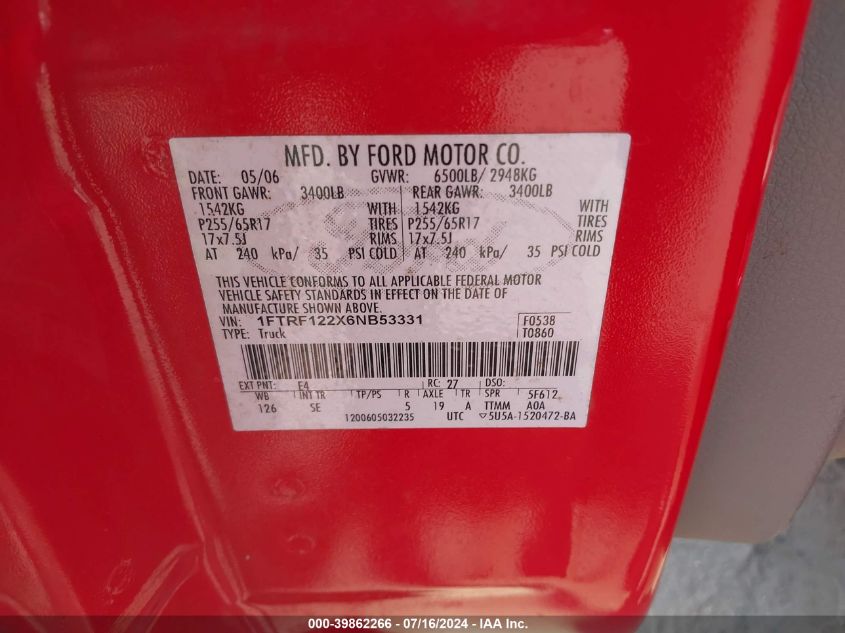 MFD. BY FORD MOTOR CO.
DATE: 05/06 GVWR: 6500LB/ 2948KG
FRONT GAWR: 3400LB REAR GAWR: 3400LB
1542KG WITH 1542KG WITH
P255/65R17 TIRES P255/65R17 TIRES
17x7.5J RIMS 17x7.5J RIMS
AT 240 kPa/ 35 PSI COLD AT 240 kPa/ 35 PSI COLD
THIS VEHICLE CONFORMS TO ALL APPLICABLE FEDERAL MOTOR
VEHICLE SAFETY STANDARDS IN EFFECT ON THE DATE OF
MANUFACTURE SHOWN ABOVE.
VIN: 1FTRF122X6NB53331 F0538
TYPE: Truck T0860
EXT PNT: E4 RC: 27 DSO:
WB INT TR TP/PS R AXLE TR SPR 5F612
126 SE 5 19 A TTMM A0A
1200605032235 UTC ▽5U5A-1520472-BA
000-39862266 - 07/16/2024 - IAA Inc.